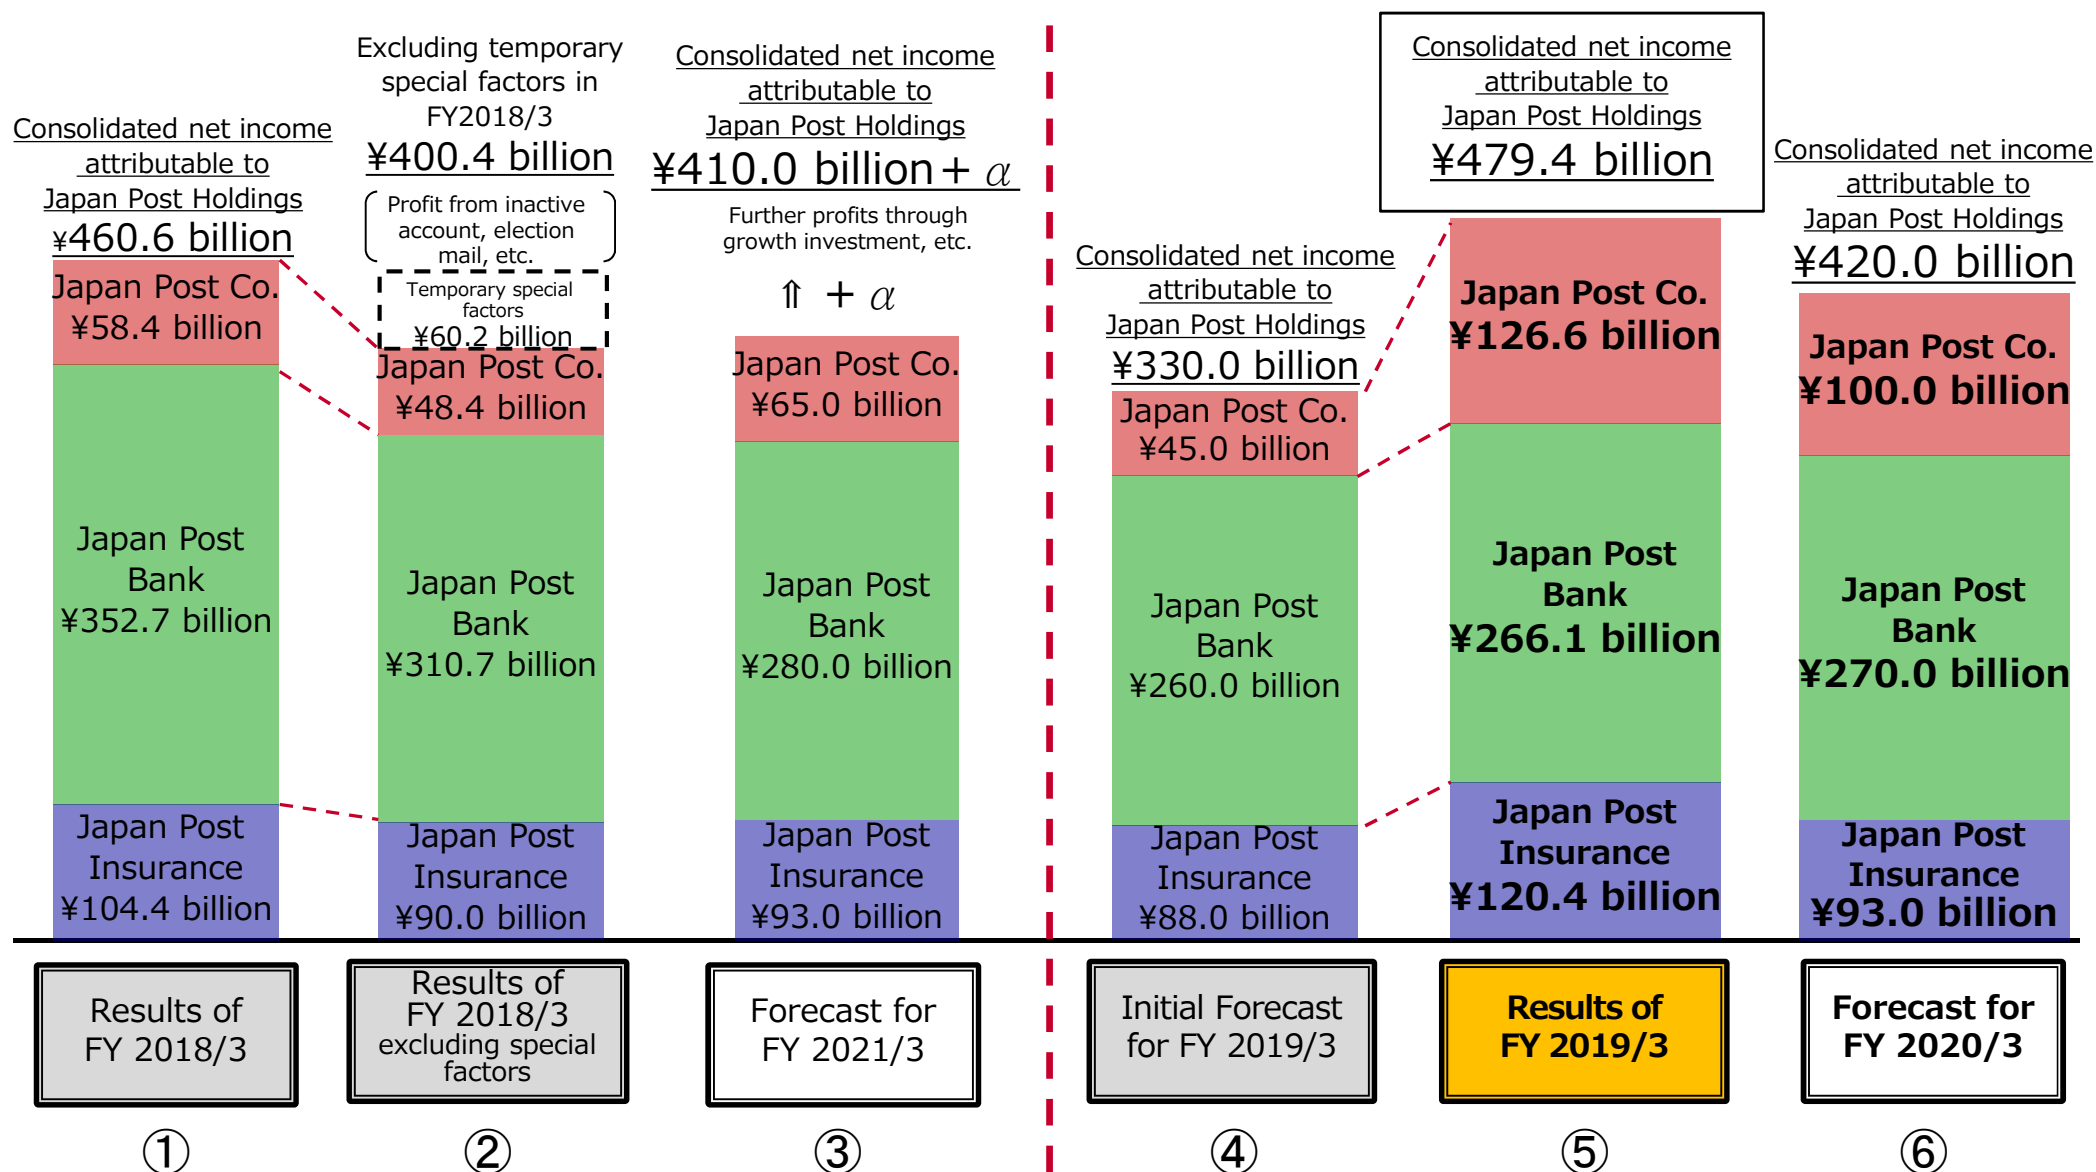 Consolidated net income
attributable to
Japan Post Holdings
¥460.6 billion
Japan Post Co.
¥58.4 billion
Japan Post
Bank
¥352.7 billion
Japan Post
Insurance
¥104.4 billion
Results of
FY 2018/3
①
Excluding temporary
special factors in
FY2018/3
¥400.4 billion
Profit from inactive
account, election
mail, etc.
Temporary special
factors
¥60.2 billion
Japan Post Co.
¥48.4 billion
Japan Post
Bank
¥310.7 billion
Japan Post
Insurance
¥90.0 billion
Results of
FY 2018/3
excluding special
factors
②
Consolidated net income
attributable to
Japan Post Holdings
¥410.0 billion+ α
Further profits through
growth investment, etc.
⇑ + α
Japan Post Co.
¥65.0 billion
Japan Post
Bank
¥280.0 billion
Japan Post
Insurance
¥93.0 billion
Forecast for
FY 2021/3
③
Consolidated net income
attributable to
Japan Post Holdings
¥330.0 billion
Japan Post Co.
¥45.0 billion
Japan Post
Bank
¥260.0 billion
Japan Post
Insurance
¥88.0 billion
Initial Forecast
for FY 2019/3
④
Consolidated net income
attributable to
Japan Post Holdings
¥479.4 billion
Japan Post Co.
¥126.6 billion
Japan Post
Bank
¥266.1 billion
Japan Post
Insurance
¥120.4 billion
Results of
FY 2019/3
⑤
Consolidated net income
attributable to
Japan Post Holdings
¥420.0 billion
Japan Post Co.
¥100.0 billion
Japan Post
Bank
¥270.0 billion
Japan Post
Insurance
¥93.0 billion
Forecast for
FY 2020/3
⑥